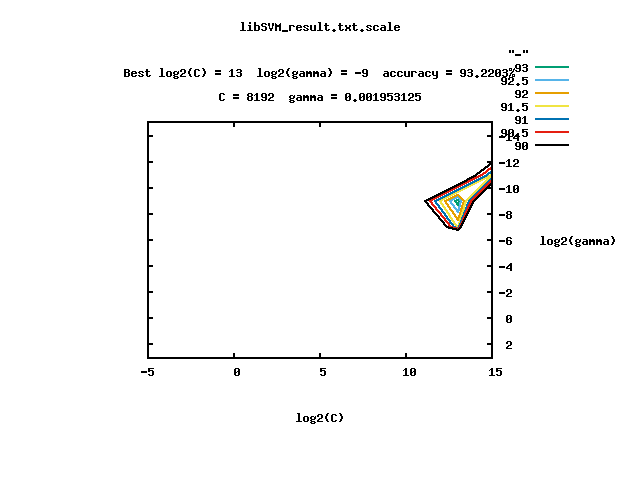 libSVM_result.txt.scale
"_"
Best log2(C) = 13  log2(gamma) = -9  accuracy = 93.2203%
93
92.5
C = 8192  gamma = 0.001953125
92
91.5
91
90.5
-14
90
-12
-10
-8
-6
log2(gamma)
-4
-2
0
2
-5 0 5 10 15
log2(C)